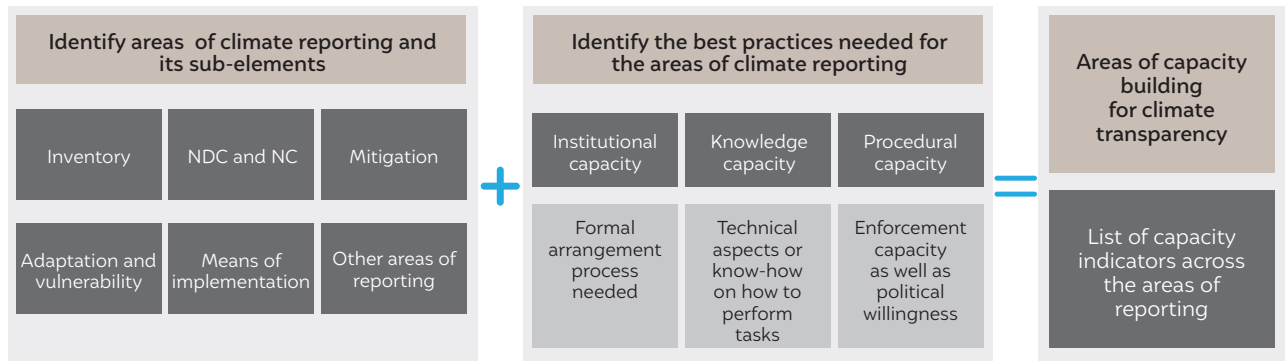 Identify areas of climate reporting and
its sub-elements
Inventory
NDC and NC
Mitigation
Adaptation and
vulnerability
Means of
implementation
Other areas of
reporting
+
Identify the best practices needed for
the areas of climate reporting
Institutional
capacity
Knowledge
capacity
Procedural
capacity
Formal
arrangement
process
needed
Technical
aspects or
know-how
on how to
perform
tasks
Enforcement
capacity
as well as
political
willingness
=
Areas of capacity
building
for climate
transparency
List of capacity
indicators across
the areas of
reporting